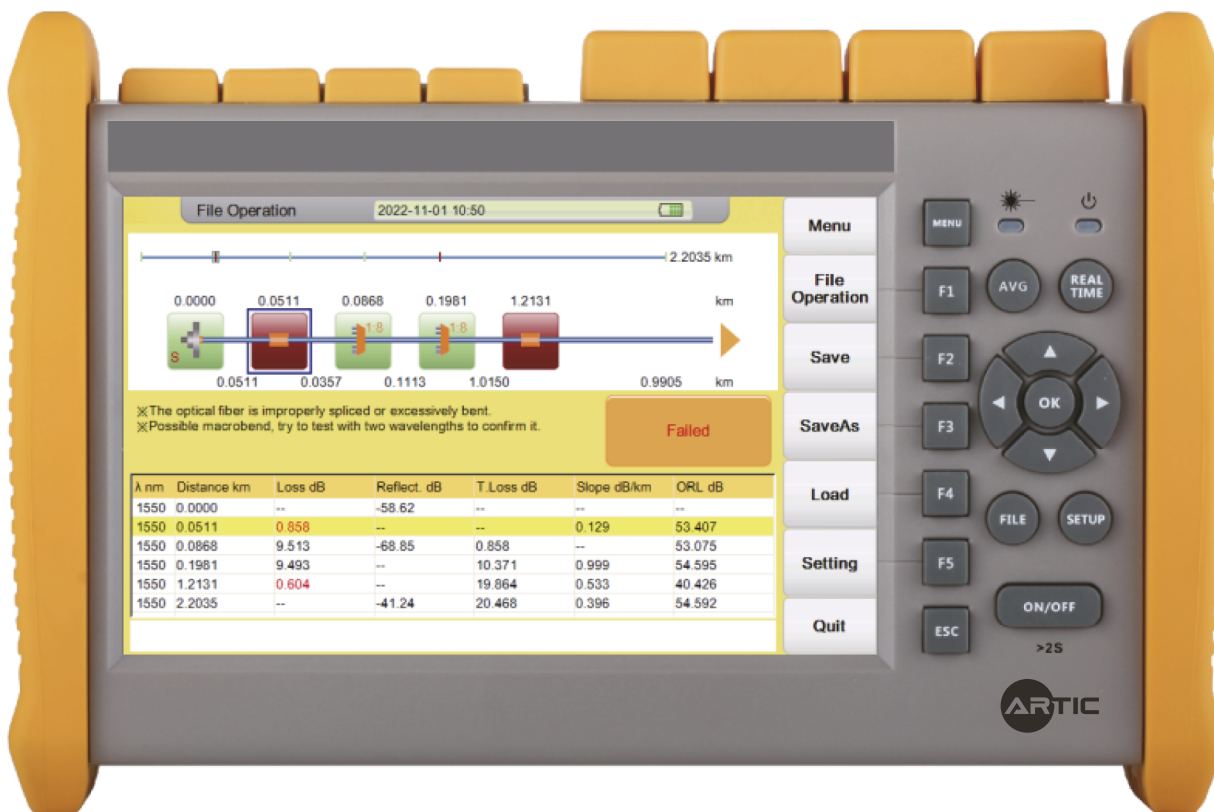 File Operation 2022-11-01 10:50
2.2035 km
0.0000 0.0511 0.0868 0.1981 1.2131 km
S 1:8 1:8
0.0511 0.0357 0.1113 1.0150 0.9905 km
※The optical fiber is improperly spliced or excessively bent.
※Possible macrobend, try to test with two wavelengths to confirm it.
Failed
λ nm Distance km Loss dB Reflect. dB T.Loss dB Slope dB/km ORL dB
1550 0.0000 -- -58.62 -- -- --
1550 0.0511 0.858 -- -- 0.129 53.407
1550 0.0868 9.513 -68.85 0.858 -- 53.075
1550 0.1981 9.493 -- 10.371 0.999 54.595
1550 1.2131 0.604 -- 19.864 0.533 40.426
1550 2.2035 -- -41.24 20.468 0.396 54.592
Menu
File
Operation
Save
SaveAs
Load
Setting
Quit
MENU
F1
F2
F3
F4
F5
ESC
AVG
REAL
TIME
OK
FILE
SETUP
ON/OFF
>2S
ARTIC